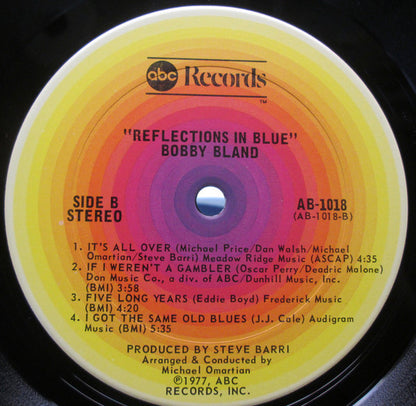 abc Records
TM
"REFLECTIONS IN BLUE"
BOBBY BLAND
SIDE B
STEREO
AB-1018
(AB-1018-B)
1. IT'S ALL OVER (Michael Price/Dan Walsh/Michael
Omartian/Steve Barri) Meadow Ridge Music (ASCAP) 4:35
2. IF I WEREN'T A GAMBLER (Oscar Perry/Deadric Malone)
Don Music Co., a div. of ABC/Dunhill Music, Inc.
(BMI) 3:58
3. FIVE LONG YEARS (Eddie Boyd) Frederick Music
(BMI) 4:20
4. I GOT THE SAME OLD BLUES (J.J. Cale) Audigram
Music (BMI) 5:35
PRODUCED BY STEVE BARRI
Arranged & Conducted by
Michael Omartian
℗1977, ABC
RECORDS, INC.